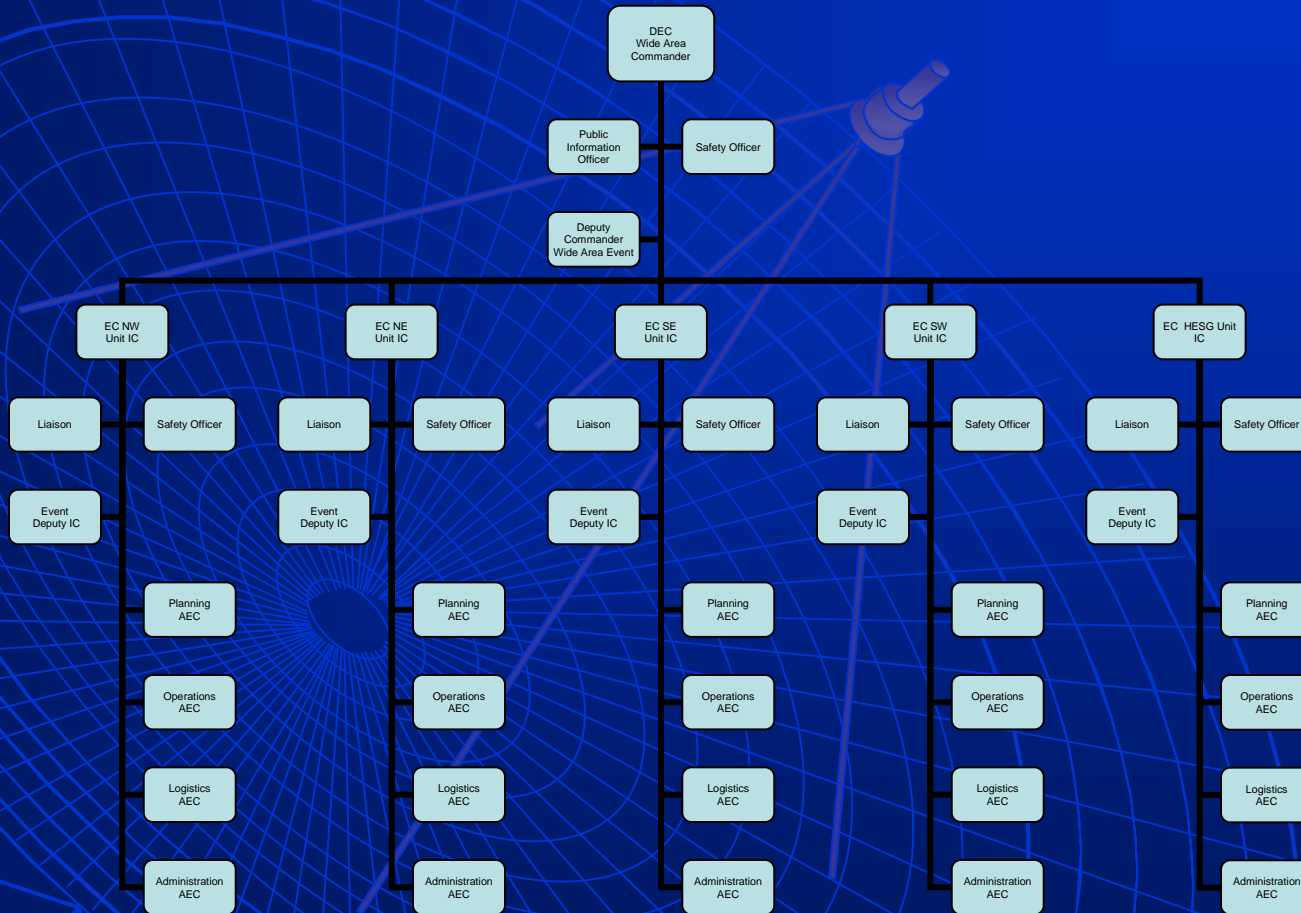 DEC
Wide Area
Commander
Public
Information
Officer
Safety Officer
Deputy
Commander
Wide Area Event
EC NW
Unit IC
EC NE
Unit IC
EC SE
Unit IC
EC SW
Unit IC
EC  HESG Unit
IC
Liaison
Safety Officer
Liaison
Safety Officer
Liaison
Safety Officer
Liaison
Safety Officer
Liaison
Safety Officer
Event
Deputy IC
Event
Deputy IC
Event
Deputy IC
Event
Deputy IC
Event
Deputy IC
Planning
AEC
Planning
AEC
Planning
AEC
Planning
AEC
Planning
AEC
Operations
AEC
Operations
AEC
Operations
AEC
Operations
AEC
Operations
AEC
Logistics
AEC
Logistics
AEC
Logistics
AEC
Logistics
AEC
Logistics
AEC
Administration
AEC
Administration
AEC
Administration
AEC
Administration
AEC
Administration
AEC